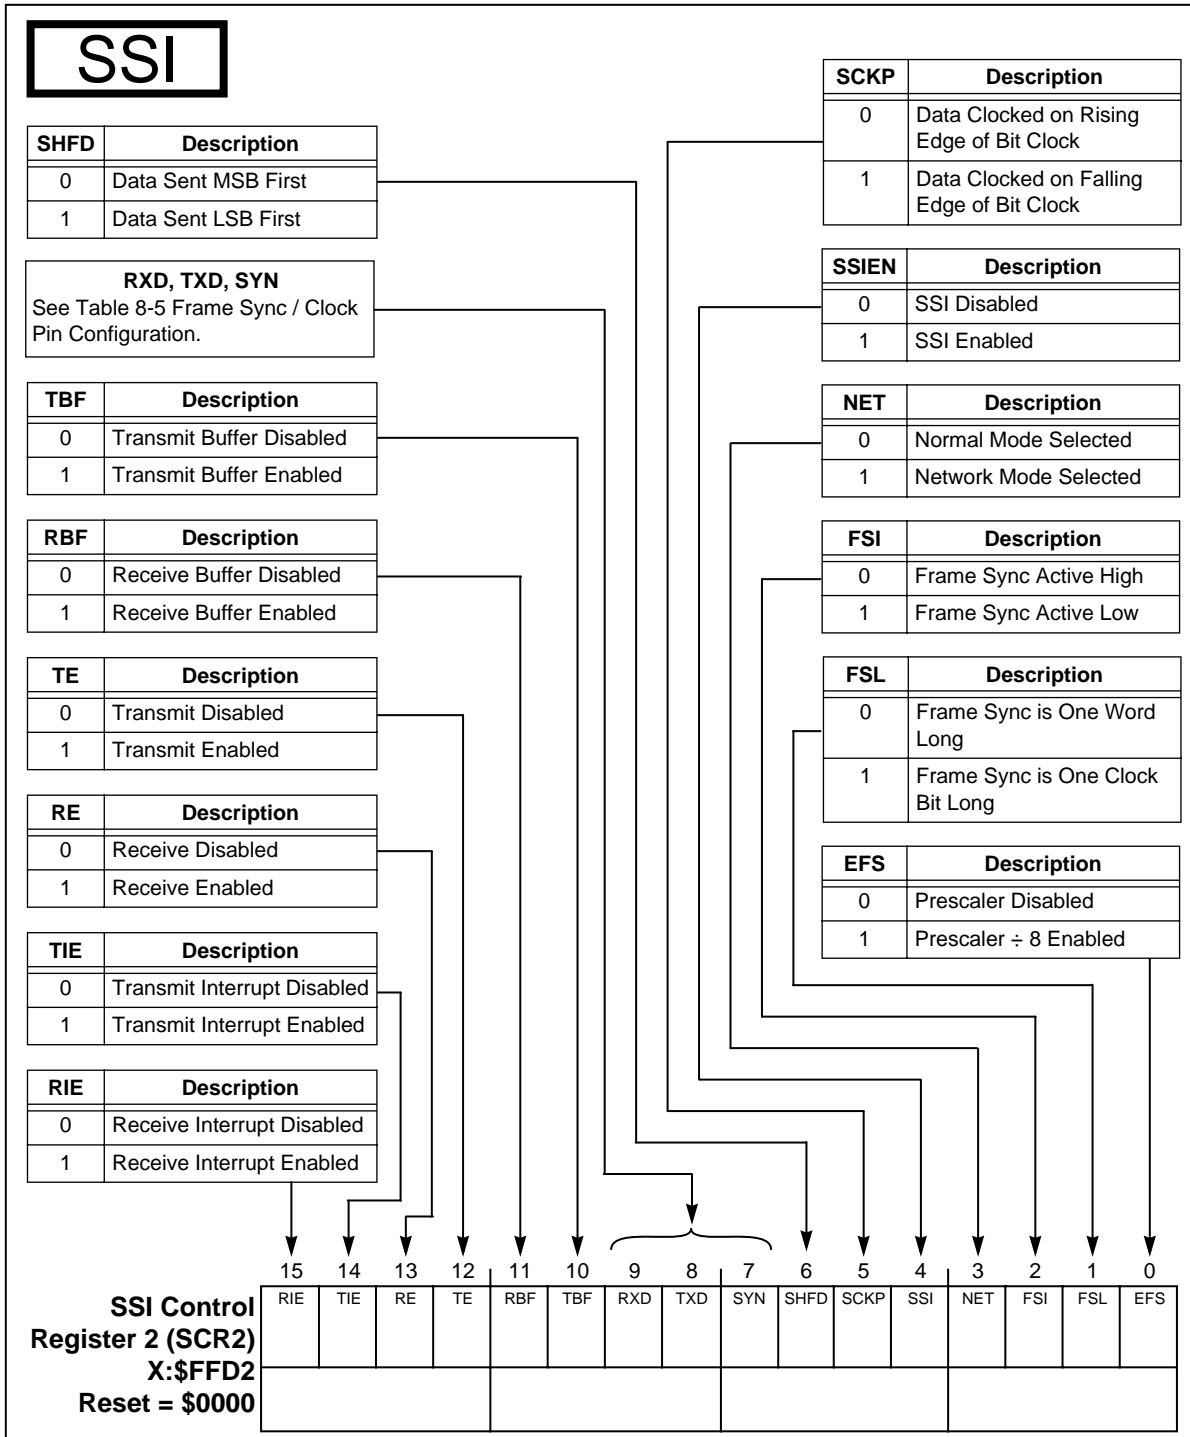 SSI
SHFD Description
0 Data Sent MSB First
1 Data Sent LSB First
RXD, TXD, SYN
See Table 8-5 Frame Sync / Clock
Pin Configuration.
TBF Description
0 Transmit Buffer Disabled
1 Transmit Buffer Enabled
RBF Description
0 Receive Buffer Disabled
1 Receive Buffer Enabled
TE Description
0 Transmit Disabled
1 Transmit Enabled
RE Description
0 Receive Disabled
1 Receive Enabled
TIE Description
0 Transmit Interrupt Disabled
1 Transmit Interrupt Enabled
RIE Description
0 Receive Interrupt Disabled
1 Receive Interrupt Enabled
SCKP Description
0 Data Clocked on Rising
Edge of Bit Clock
1 Data Clocked on Falling
Edge of Bit Clock
SSIEN Description
0 SSI Disabled
1 SSI Enabled
NET Description
0 Normal Mode Selected
1 Network Mode Selected
FSI Description
0 Frame Sync Active High
1 Frame Sync Active Low
FSL Description
0 Frame Sync is One Word
Long
1 Frame Sync is One Clock
Bit Long
EFS Description
0 Prescaler Disabled
1 Prescaler ÷ 8 Enabled
15 14 13 12 11 10 9 8 7 6 5 4 3 2 1 0
RIE TIE RE TE RBF TBF RXD TXD SYN SHFD SCKP SSI NET FSI FSL EFS
SSI Control
Register 2 (SCR2)
X:$FFD2
Reset = $0000